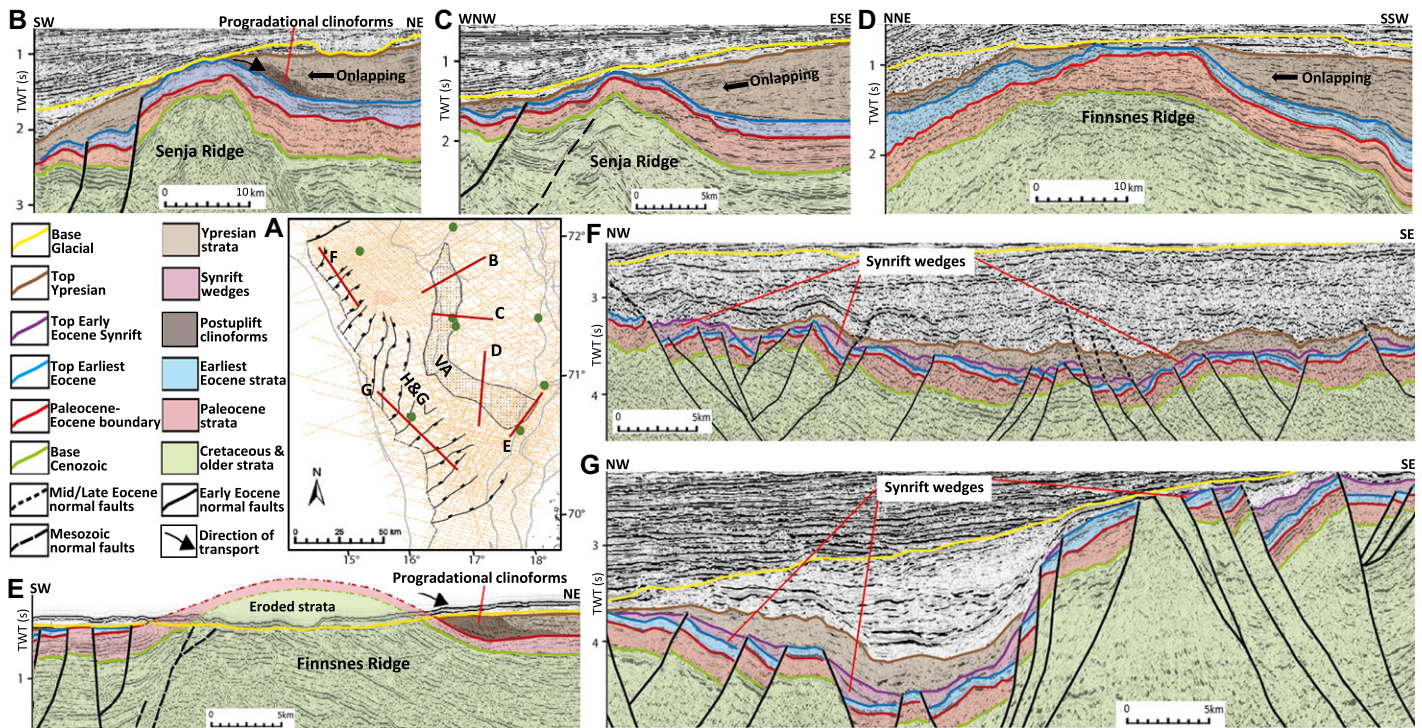 B
SW
Progradational clinoforms
NE
Onlapping
1
2
3
TWT (s)
0
10 km
Senja Ridge
C
WNW
ESE
Onlapping
1
2
TWT (s)
Senja Ridge
0
5km
D
NNE
SSW
Onlapping
1
2
TWT (s)
Finnsnes Ridge
0
10 km
Base
Glacial
Top
Ypresian
Top Early
Eocene Synrift
Top Earliest
Eocene
Paleocene-
Eocene boundary
Base
Cenozoic
Mid/Late Eocene
normal faults
Mesozoic
normal faults
Ypresian
strata
Synrift
wedges
Postuplift
clinoforms
Earliest
Eocene strata
Paleocene
strata
Cretaceous &
older strata
Early Eocene
normal faults
Direction of
transport
A
F
B
C
D
VA
G
H&G
E
N
0
25
50 km
72°
71°
70°
15°
16°
17°
18°
F
NW
SE
Synrift wedges
3
4
TWT (s)
0
5km
E
SW
Progradational clinoforms
NE
Eroded strata
TWT (s)
1
Finnsnes Ridge
0
5km
G
NW
SE
Synrift wedges
3
4
TWT (s)
0
5km